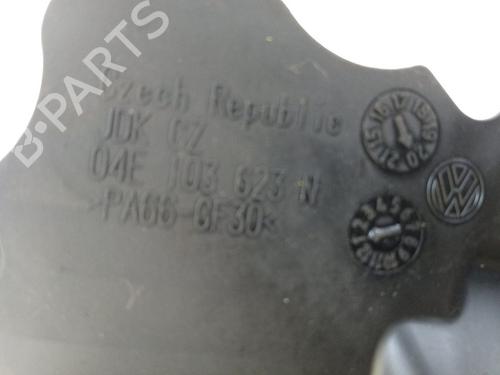 Czech Republic
JDK CZ
04E 103 623 N
>PA66-GF30<
B-PARTS